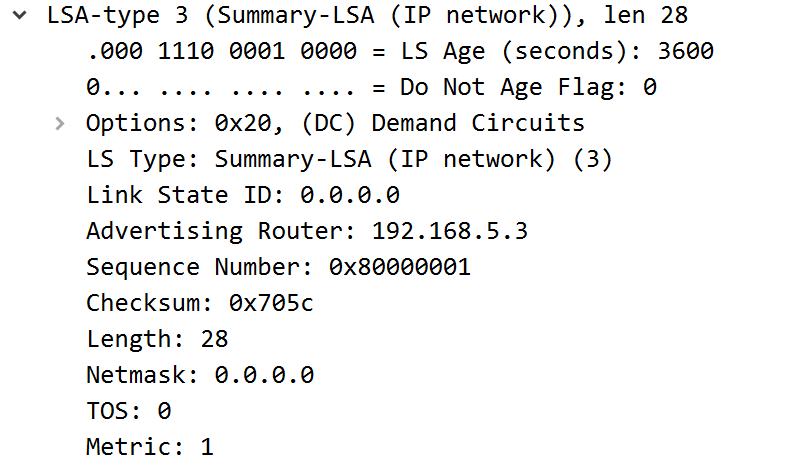 LSA-type 3 (Summary-LSA (IP network)), len 28
.000 1110 0001 0000 = LS Age (seconds): 3600
0... .... .... .... = Do Not Age Flag: 0
Options: 0x20, (DC) Demand Circuits
LS Type: Summary-LSA (IP network) (3)
Link State ID: 0.0.0.0
Advertising Router: 192.168.5.3
Sequence Number: 0x80000001
Checksum: 0x705c
Length: 28
Netmask: 0.0.0.0
TOS: 0
Metric: 1